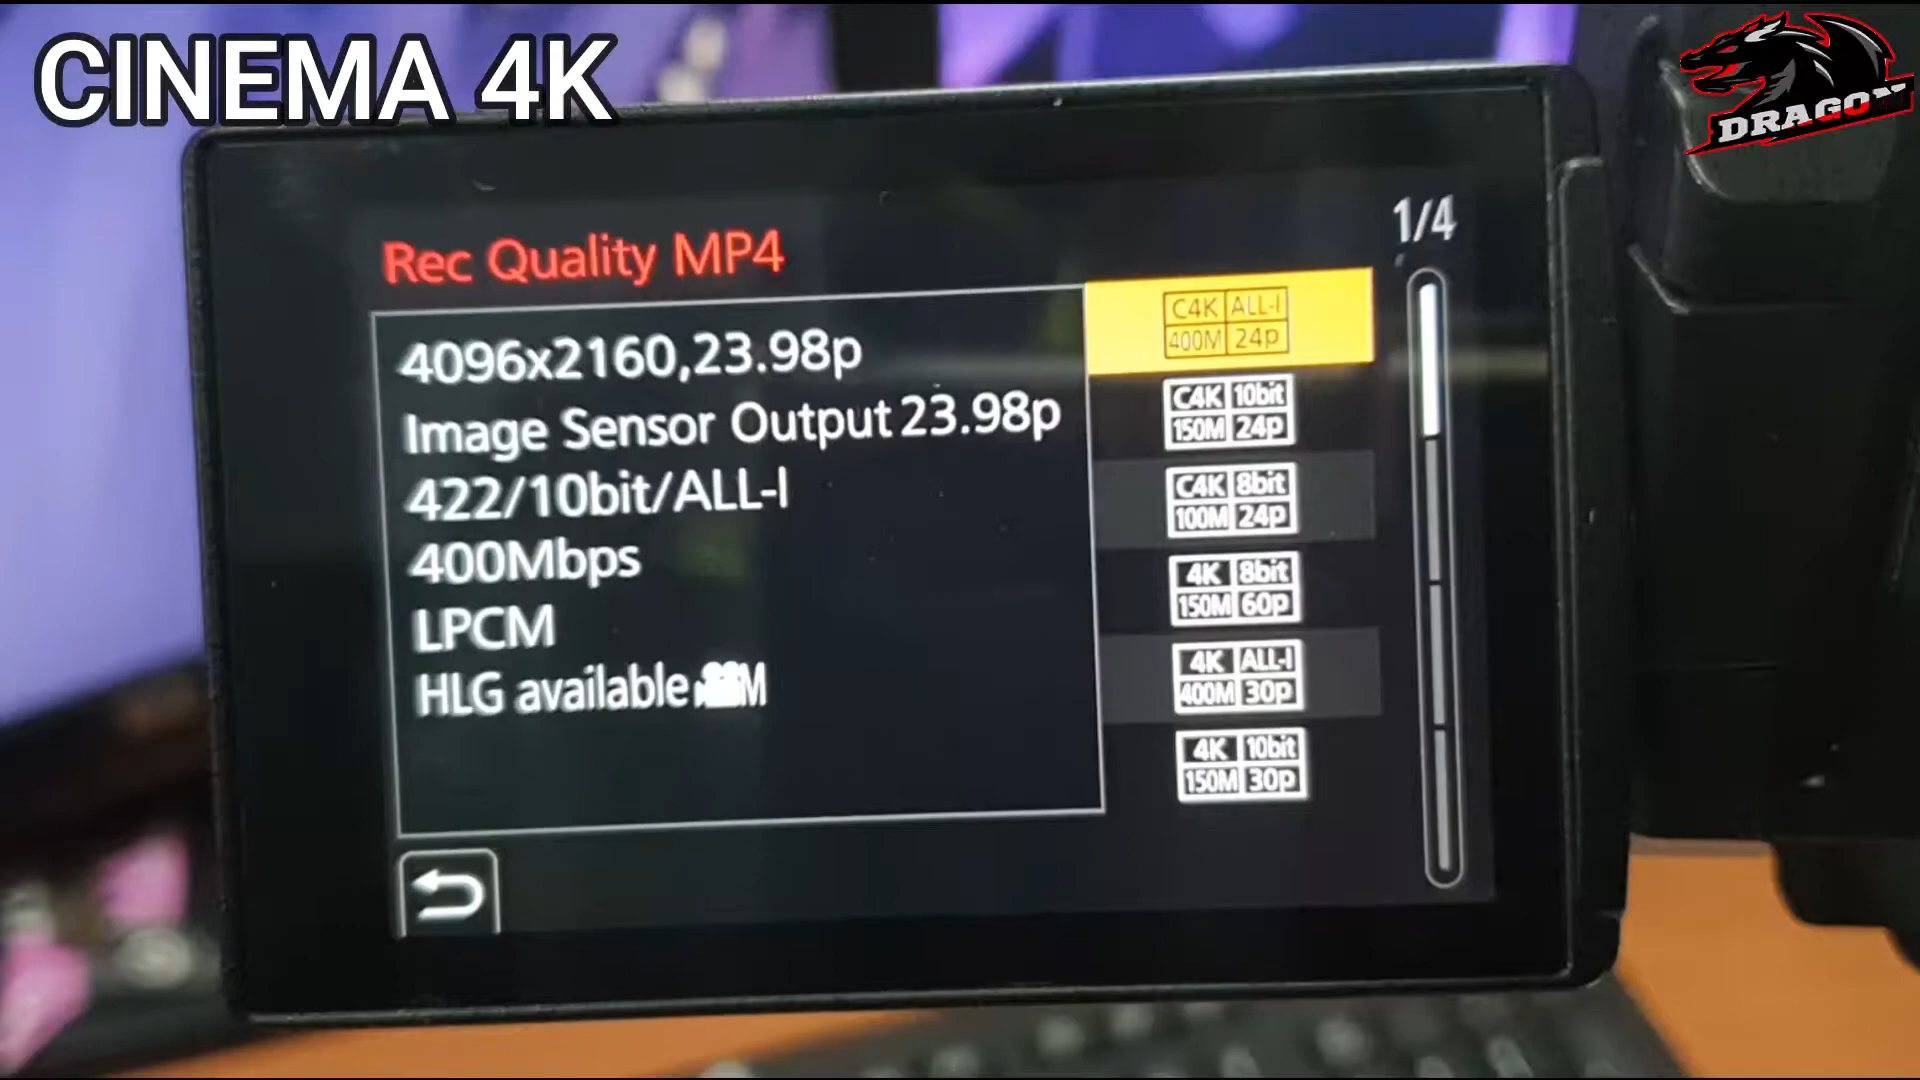 CINEMA 4K
DRAGON
1/4
Rec Quality MP4
4096x2160,23.98p
Image Sensor Output 23.98p
422/10bit/ALL-I
400Mbps
LPCM
HLG available M
C4K ALL-I
400M 24p
C4K 10bit
150M 24p
C4K 8bit
100M 24p
4K 8bit
150M 60p
4K ALL-I
400M 30p
4K 10bit
150M 30p